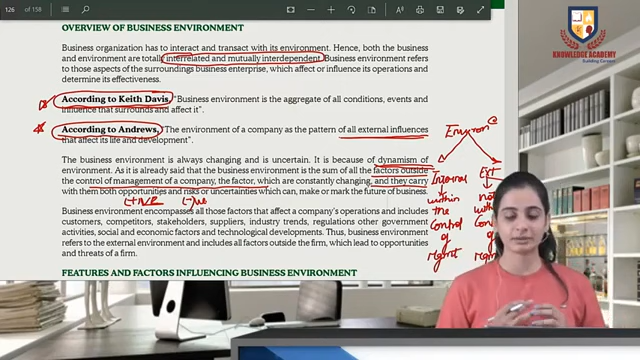 126 of 158
OVERVIEW OF BUSINESS ENVIRONMENT
Business organization has to interact and transact with its environment. Hence, both the business
and environment are totally interrelated and mutually interdependent. Business environment refers
to those aspects of the surroundings business enterprise, which affect or influence its operations and
determine its effectiveness.
According to Keith Davis, "Business environment is the aggregate of all conditions, events and
influence that surrounds and affect it".
According to Andrews, "The environment of a company as the pattern of all external influences
that affect its life and development".
The business environment is always changing and is uncertain. It is because of dynamism of
environment. As it is already said that the business environment is the sum of all the factors outside
the control of management of a company, the factor, which are constantly changing, and they carry
with them both opportunities and risks or uncertainties which can, make or mark the future of business.
(+)ve (-)ve
Business environment encompasses all those factors that affect a company's operations and includes
customers, competitors, stakeholders, suppliers, industry trends, regulations other government
activities, social and economic factors and technological developments. Thus, business environment
refers to the external environment and includes all factors outside the firm, which lead to opportunities
and threats of a firm.
FEATURES AND FACTORS INFLUENCING BUSINESS ENVIRONMENT
Environ
Internal
within
the
Control
of
Mgmt
Ext
not
with
Con
of
Mgm
KNOWLEDGE ACADEMY
Building Careers